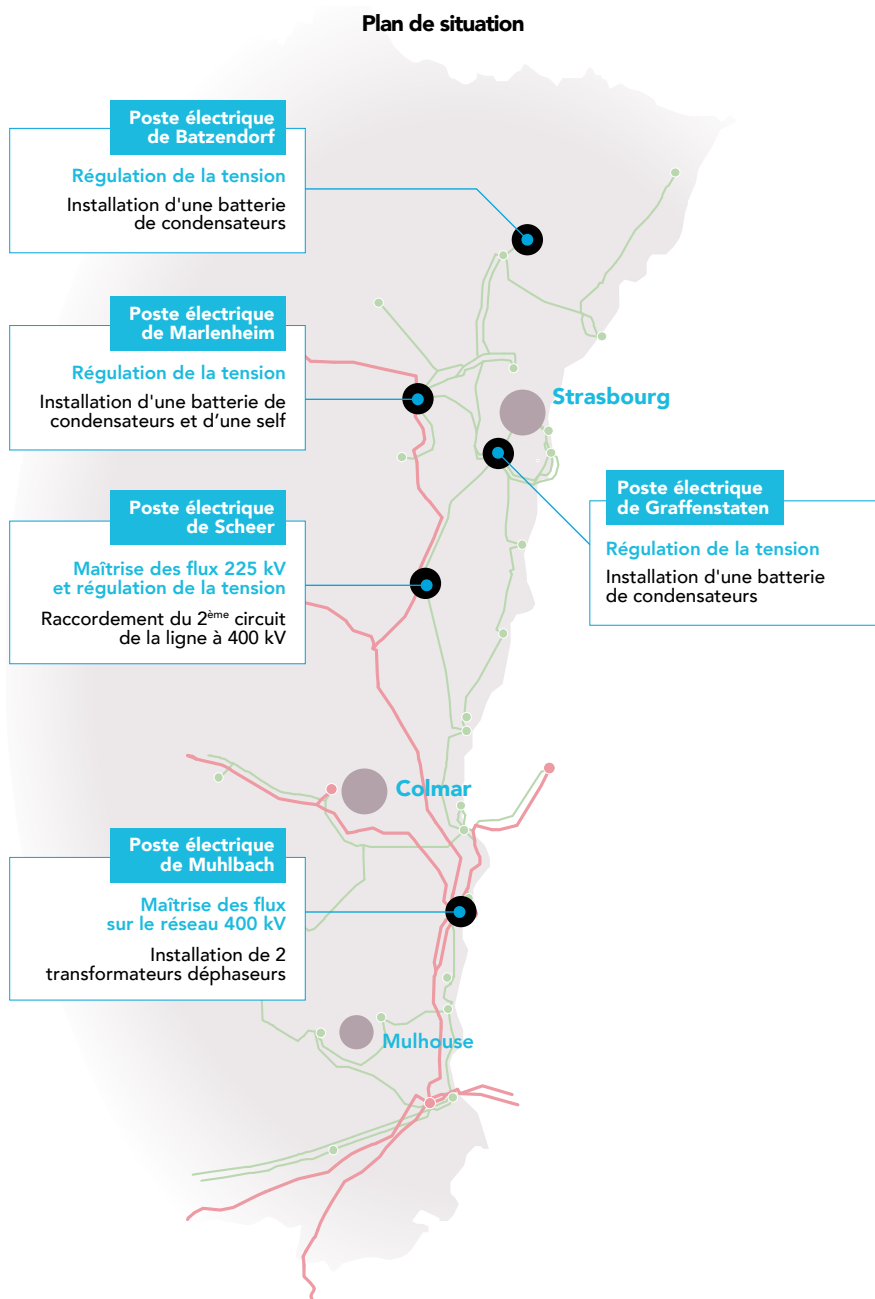 Plan de situation
Poste électrique
de Batzendorf
Régulation de la tension
Installation d'une batterie
de condensateurs
Poste électrique
de Marlenheim
Régulation de la tension
Installation d'une batterie de
condensateurs et d’une self
Strasbourg
Poste électrique
de Graffenstaten
Régulation de la tension
Installation d'une batterie
de condensateurs
Poste électrique
de Scheer
Maîtrise des flux 225 kV
et régulation de la tension
Raccordement du 2ème circuit
de la ligne à 400 kV
Colmar
Poste électrique
de Muhlbach
Maîtrise des flux
sur le réseau 400 kV
Installation de 2
transformateurs déphaseurs
Mulhouse